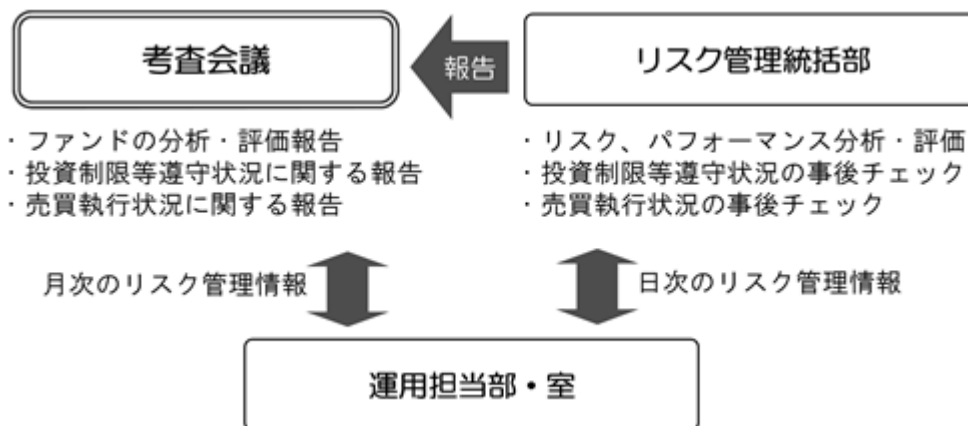 考査会議
報告
リスク管理統括部
・ファンドの分析・評価報告
・投資制限等遵守状況に関する報告
・売買執行状況に関する報告
・リスク、パフォーマンス分析・評価
・投資制限等遵守状況の事後チェック
・売買執行状況の事後チェック
月次のリスク管理情報
日次のリスク管理情報
運用担当部・室